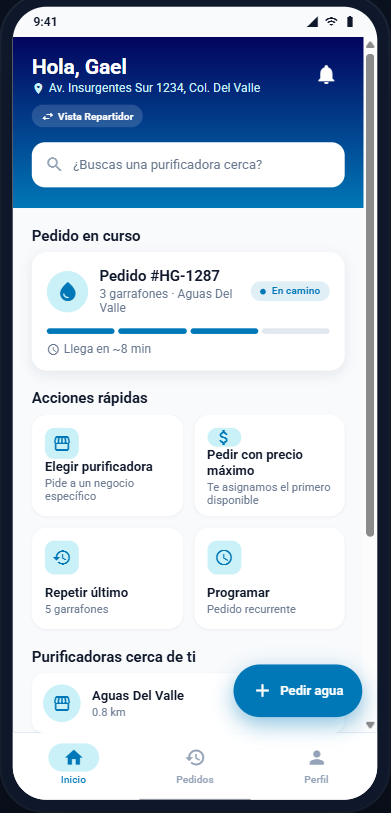 9:41
Hola, Gael
Av. Insurgentes Sur 1234, Col. Del Valle
Vista Repartidor
¿Buscas una purificadora cerca?
Pedido en curso
Pedido #HG-1287
3 garrafones · Aguas Del
Valle
En camino
Llega en ~8 min
Acciones rápidas
Elegir purificadora
Pide a un negocio
específico
Pedir con precio
máximo
Te asignamos el primero
disponible
Repetir último
5 garrafones
Programar
Pedido recurrente
Purificadoras cerca de ti
Aguas Del Valle
0.8 km
Pedir agua
Inicio
Pedidos
Perfil